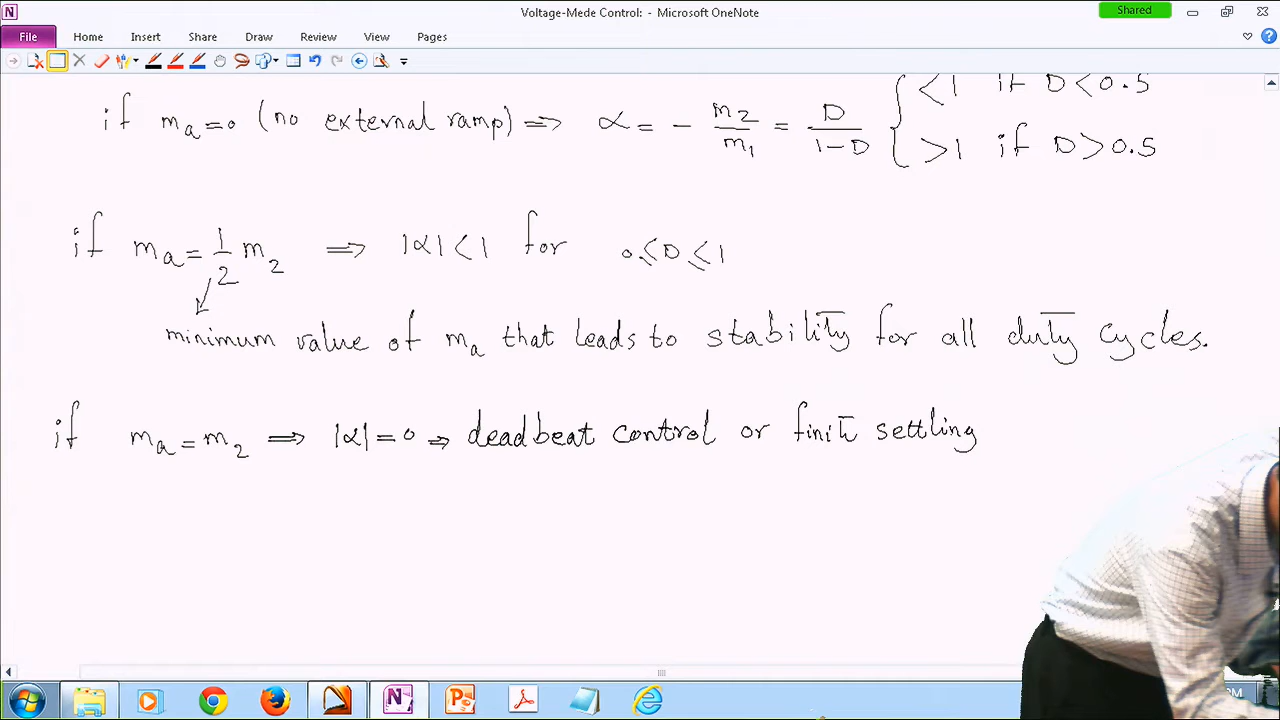 Voltage-Mede Control: - Microsoft OneNote
Shared
File Home Insert Share Draw Review View Pages
<1 if D<0.5
if ma=0 (no external ramp) ⇒ α = - m2/m1 = D/1-D
>1 if D>0.5
if ma = 1/2 m2 ⇒ |α|<1 for 0≤D≤1
minimum value of ma that leads to stability for all duty cycles.
if ma = m2 ⇒ |α|=0 ⇒ deadbeat control or finite settling